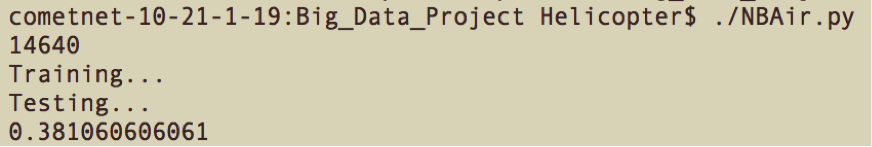 cometnet-10-21-1-19:Big_Data_Project Helicopter$ ./NBAir.py
14640
Training...
Testing...
0.381060606061